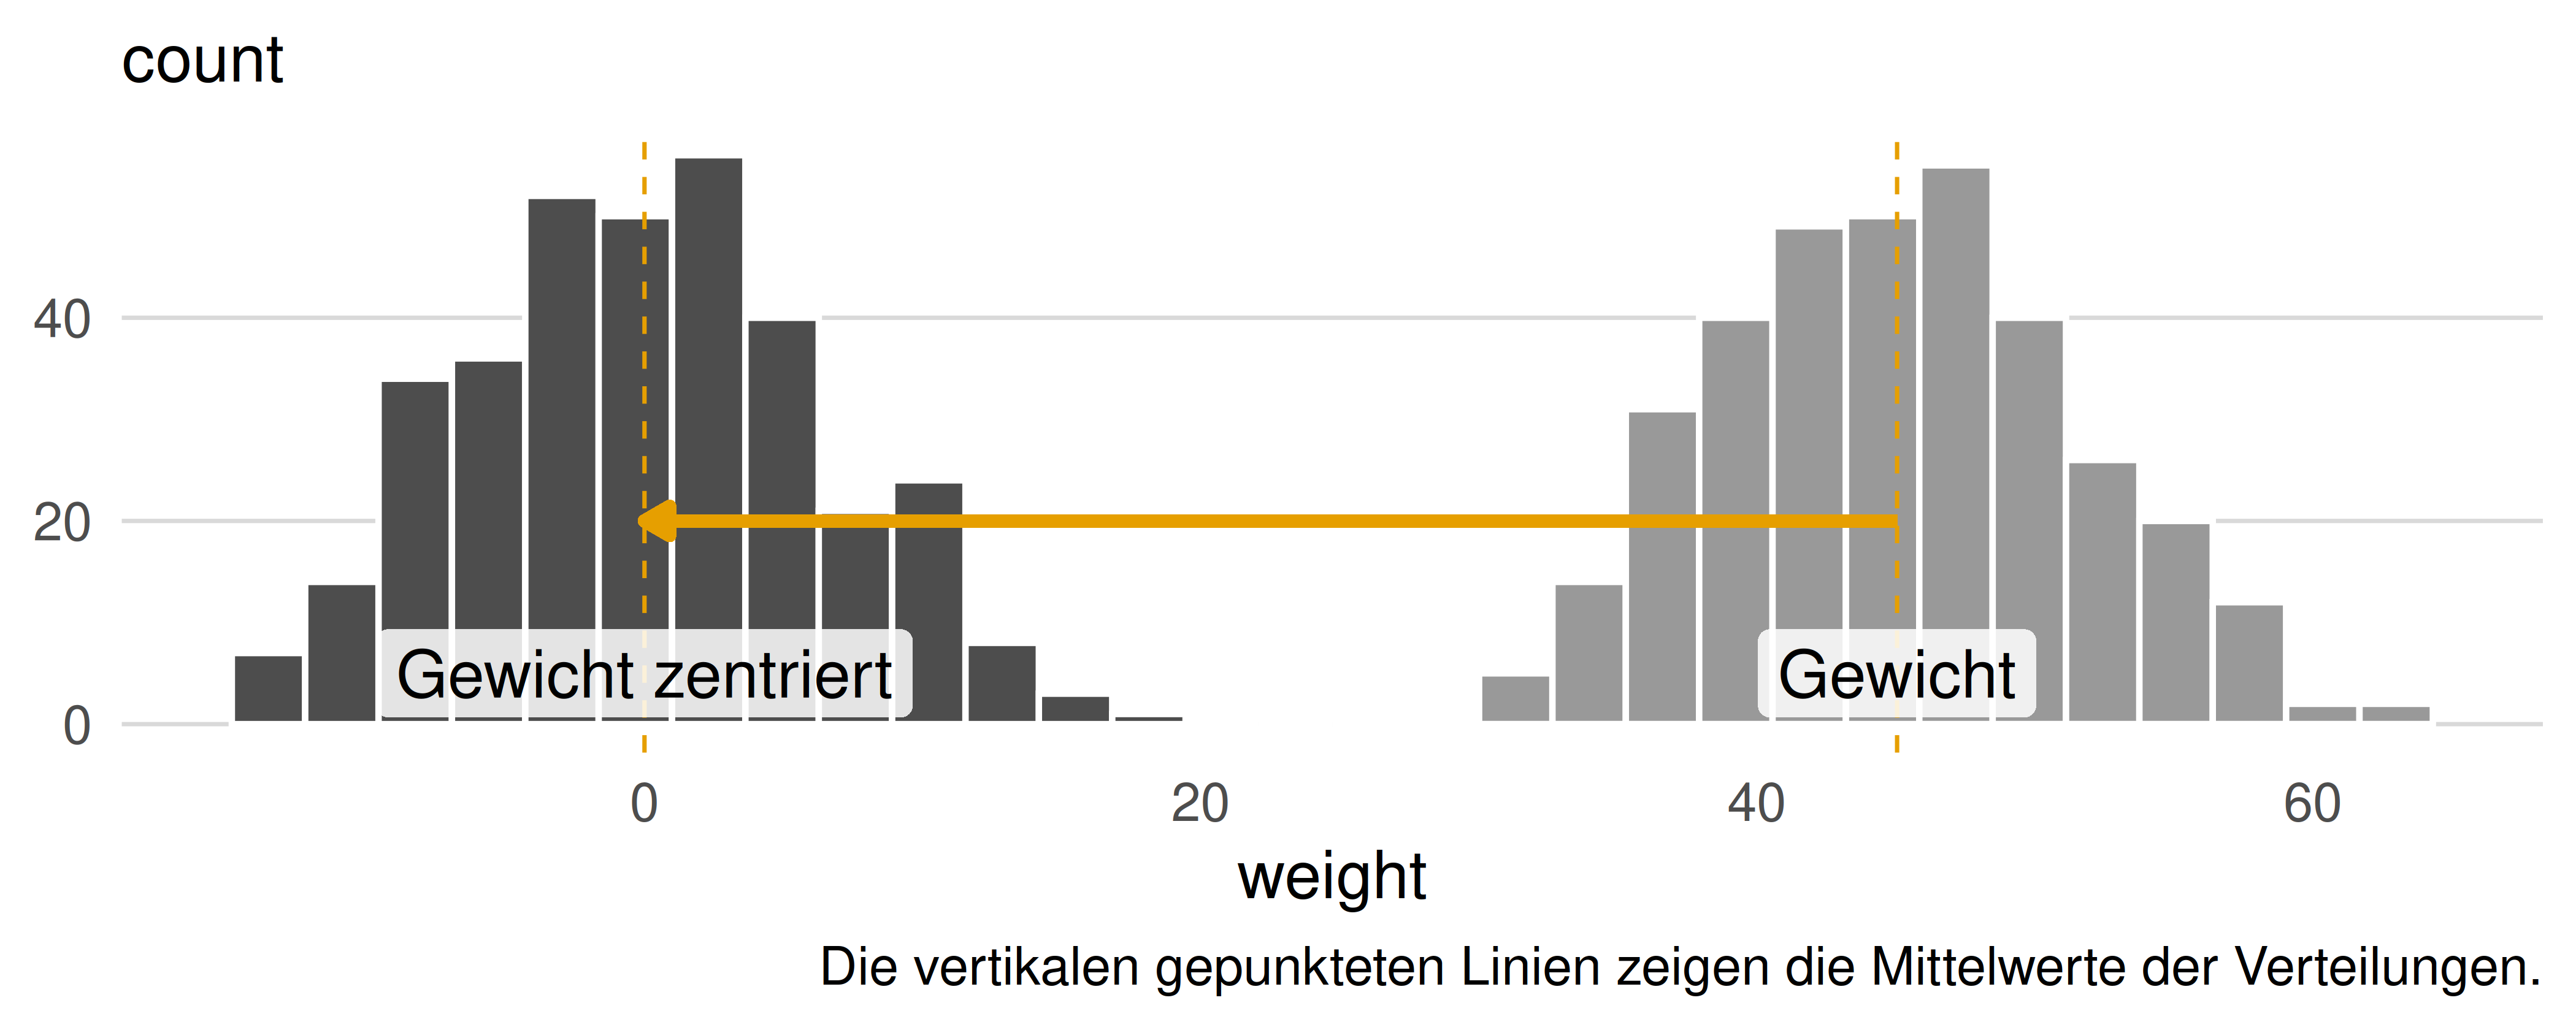 count
40
20
0
Gewicht zentriert
Gewicht
0 20 40 60
weight
Die vertikalen gepunkteten Linien zeigen die Mittelwerte der Verteilungen.